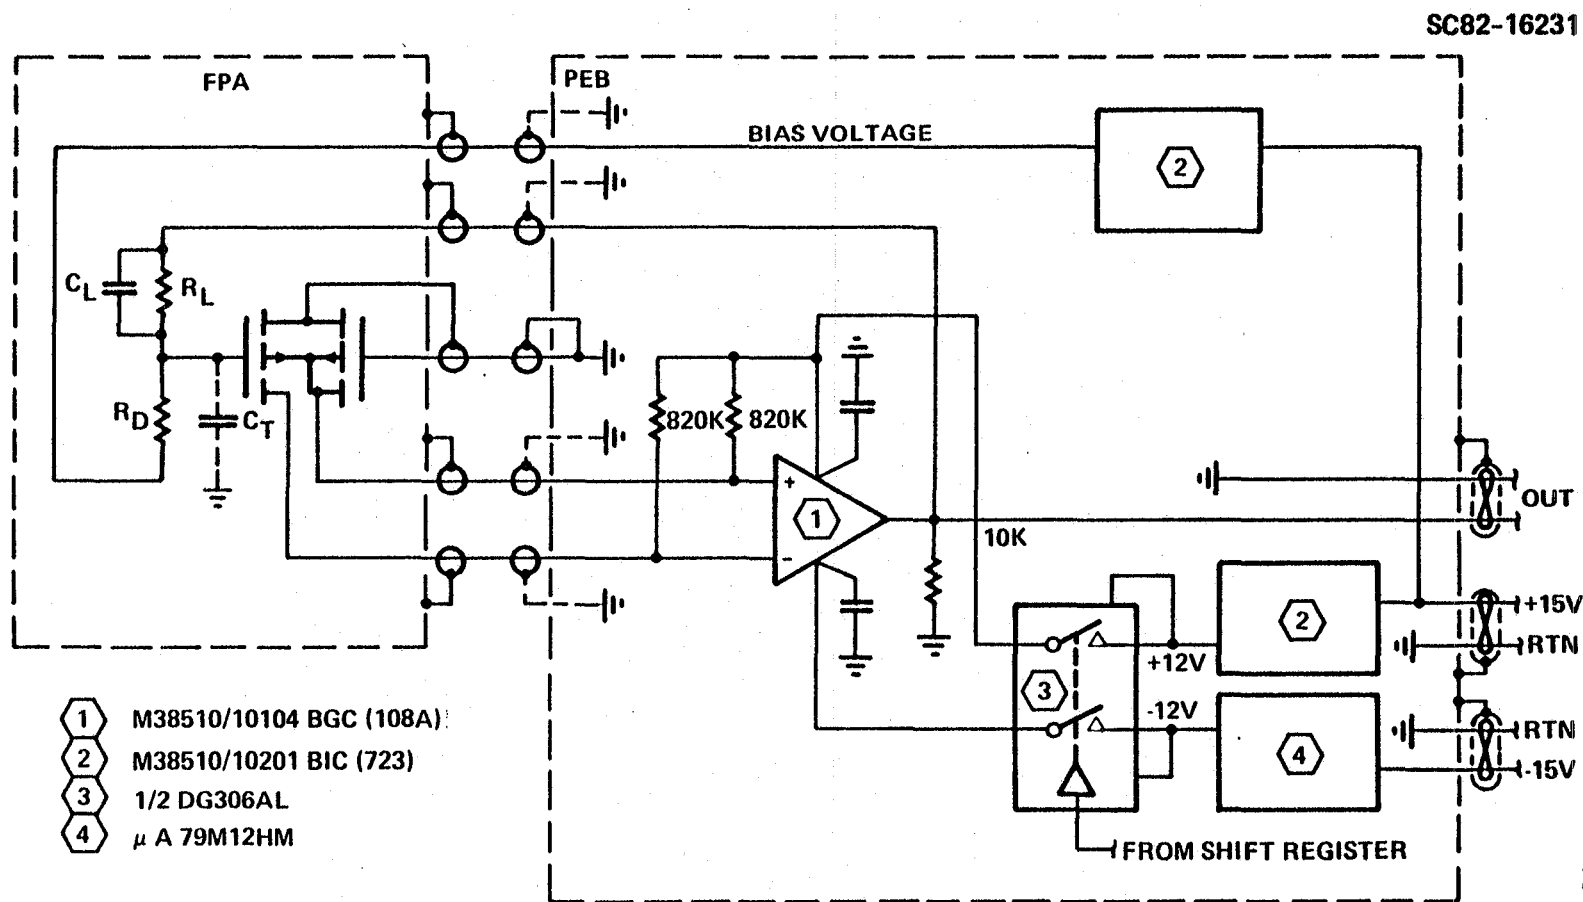 SC82-16231
FPA
PEB
BIAS VOLTAGE
2
CL
RL
RD
CT
820K
820K
+
1
-
10K
OUT
+15V
RTN
2
+12V
3
-12V
4
RTN
-15V
FROM SHIFT REGISTER
1 M38510/10104 BGC (108A)
2 M38510/10201 BIC (723)
3 1/2 DG306AL
4 μ A 79M12HM